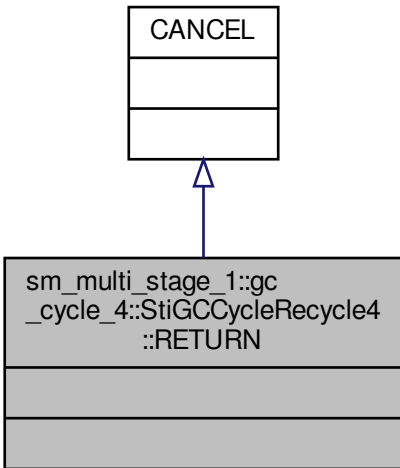 CANCEL
sm_multi_stage_1::gc
_cycle_4::StiGCCycleRecycle4
::RETURN